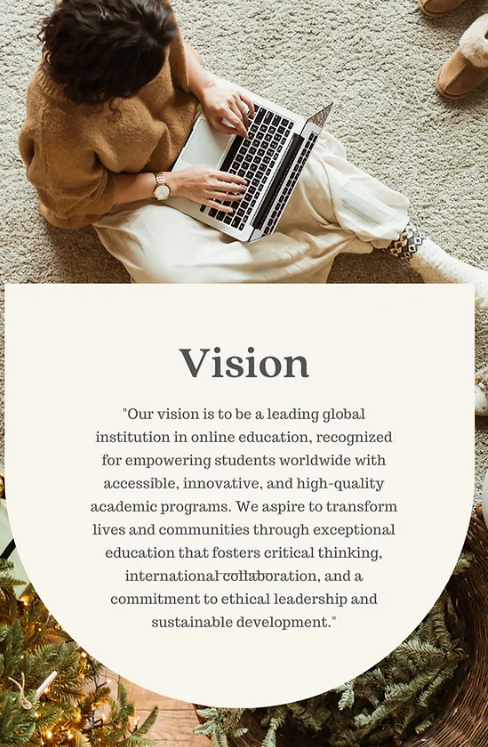 Vision
"Our vision is to be a leading global
institution in online education, recognized
for empowering students worldwide with
accessible, innovative, and high-quality
academic programs. We aspire to transform
lives and communities through exceptional
education that fosters critical thinking,
international collaboration, and a
commitment to ethical leadership and
sustainable development."